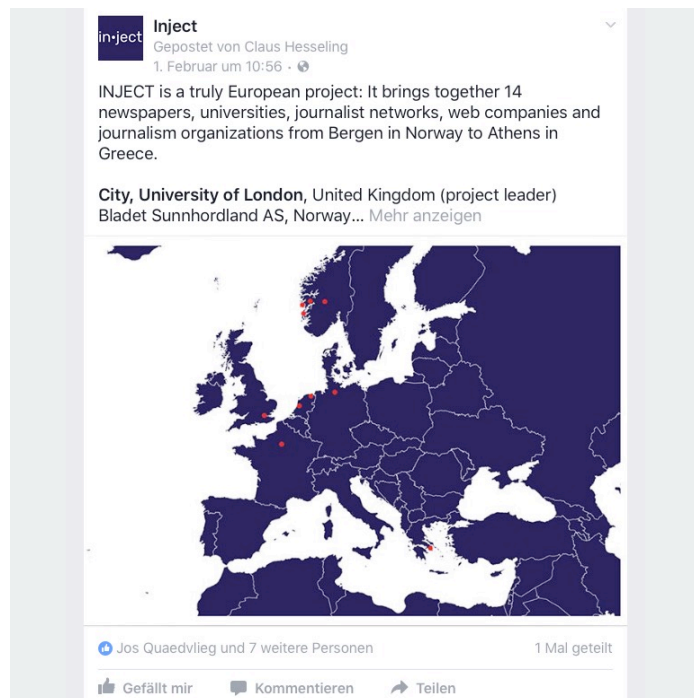 in•ject
Inject
Gepostet von Claus Hesseling
1. Februar um 10:56 ·
INJECT is a truly European project: It brings together 14
newspapers, universities, journalist networks, web companies and
journalism organizations from Bergen in Norway to Athens in
Greece.
City, University of London, United Kingdom (project leader)
Bladet Sunnhordland AS, Norway... Mehr anzeigen
Jos Quaedvlieg und 7 weitere Personen
1 Mal geteilt
Gefällt mir
Kommentieren
Teilen